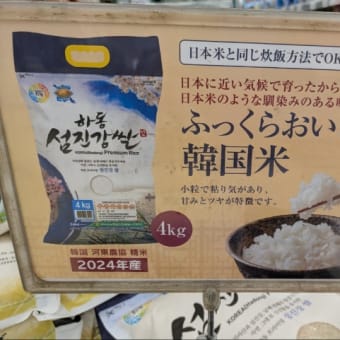 日本米と同じ炊飯方法でOK
日本に近い気候で育ったから
日本米のような馴染みのある
ふっくらおい
韓国米
小粒で粘り気があり、
甘みとツヤが特徴です。
하동
섬진강쌀
Premium Rice
4kg
4kg
韓国 河東農協 精米
2024年産